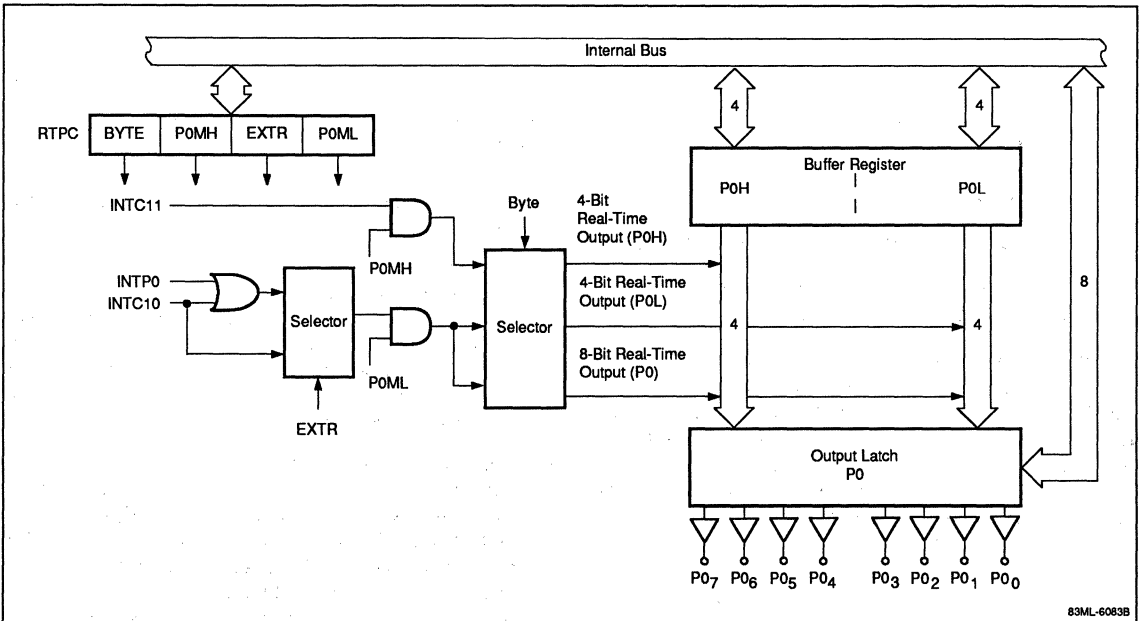 Internal Bus
4
4
RTPC
BYTE
P0MH
EXTR
P0ML
Buffer Register
P0H
P0L
INTC11
Byte
4-Bit
Real-Time
Output (P0H)
P0MH
INTP0
INTC10
Selector
Selector
4-Bit Real-Time
Output (P0L)
4
4
8
P0ML
8-Bit Real-Time
Output (P0)
EXTR
Output Latch
P0
P07 P06 P05 P04 P03 P02 P01 P00
83ML-6083B